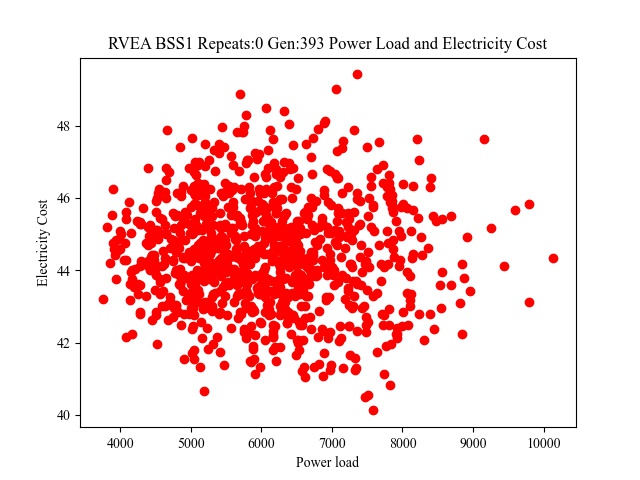 RVEA BSS1 Repeats:0 Gen:393 Power Load and Electricity Cost
48
46
44
42
40
Electricity Cost
4000 5000 6000 7000 8000 9000 10000
Power load